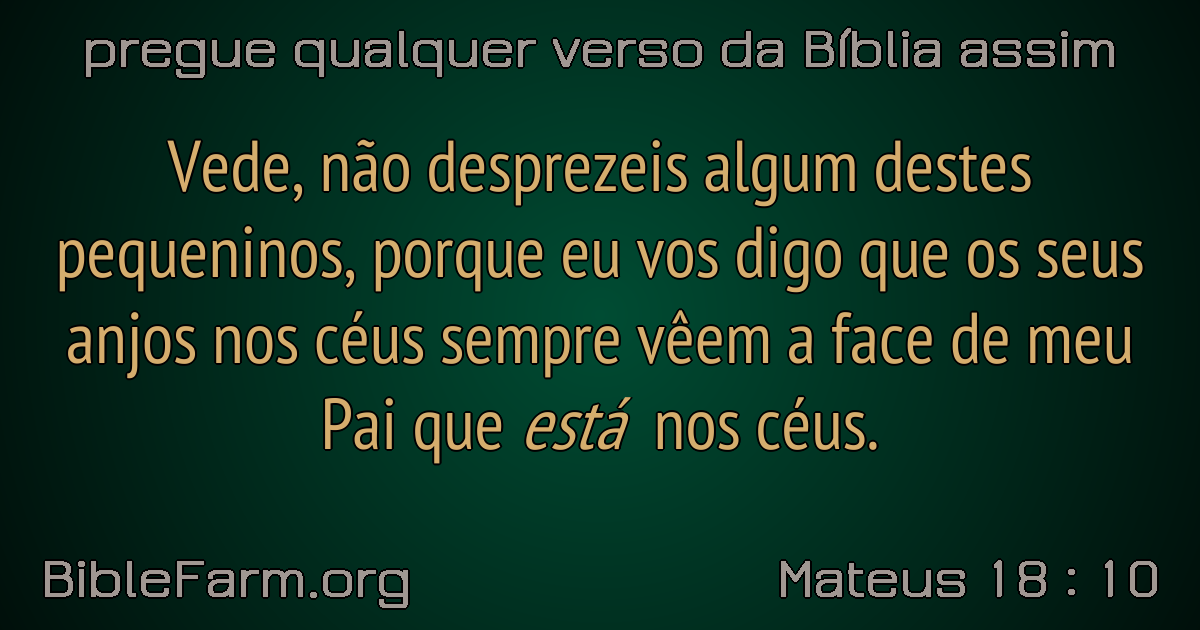 pregue qualquer verso da Bíblia assim
Vede, não desprezeis algum destes
pequeninos, porque eu vos digo que os seus
anjos nos céus sempre vêem a face de meu
Pai que está nos céus.
BibleFarm.org
Mateus 18 : 10